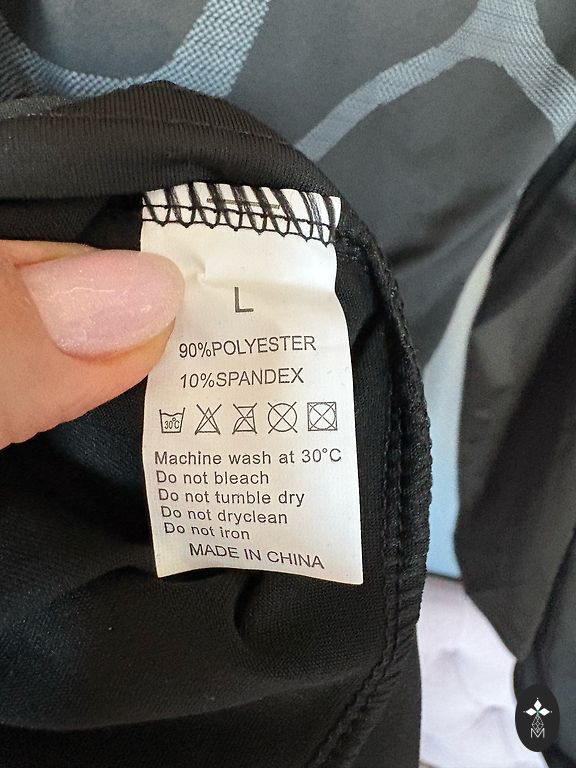 L
90%POLYESTER
10%SPANDEX
30°C
Machine wash at 30°C
Do not bleach
Do not tumble dry
Do not dryclean
Do not iron
MADE IN CHINA
M